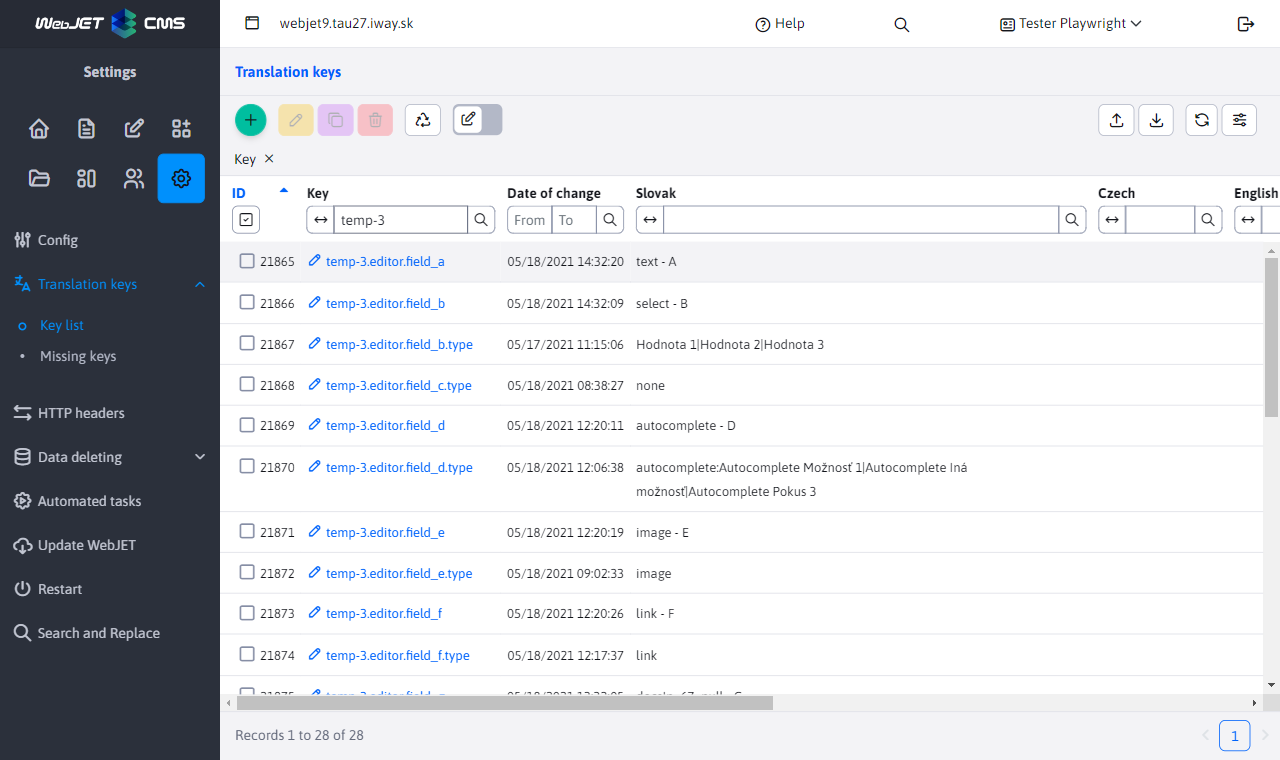 WebJET CMS
webjet9.tau27.iway.sk
Help
Tester Playwright
Settings
Translation keys
Key
Config
Translation keys
Key list
Missing keys
HTTP headers
Data deleting
Automated tasks
Update WebJET
Restart
Search and Replace
ID Key Date of change Slovak Czech English
temp-3 From To
21865 temp-3.editor.field_a 05/18/2021 14:32:20 text - A
21866 temp-3.editor.field_b 05/18/2021 14:32:09 select - B
21867 temp-3.editor.field_b.type 05/17/2021 11:15:06 Hodnota 1|Hodnota 2|Hodnota 3
21868 temp-3.editor.field_c.type 05/18/2021 08:38:27 none
21869 temp-3.editor.field_d 05/18/2021 12:20:11 autocomplete - D
21870 temp-3.editor.field_d.type 05/18/2021 12:06:38 autocomplete:Autocomplete Možnosť 1|Autocomplete Iná
možnosť|Autocomplete Pokus 3
21871 temp-3.editor.field_e 05/18/2021 12:20:19 image - E
21872 temp-3.editor.field_e.type 05/18/2021 09:02:33 image
21873 temp-3.editor.field_f 05/18/2021 12:20:26 link - F
21874 temp-3.editor.field_f.type 05/18/2021 12:17:37 link
Records 1 to 28 of 28
1